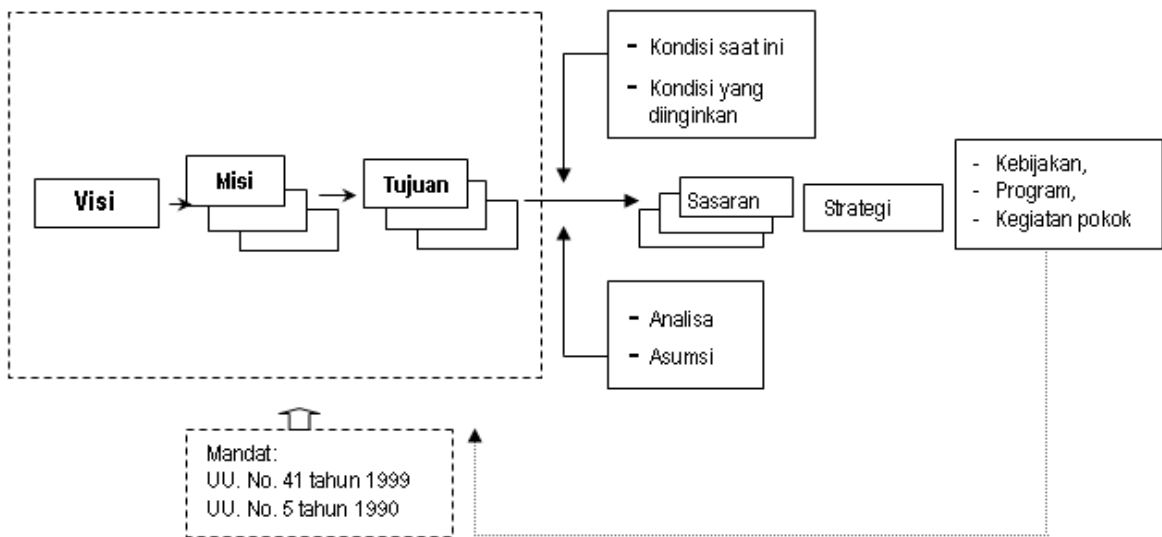 Visi
Misi
Tujuan
- Kondisi saat ini
- Kondisi yang
diinginkan
Sasaran
Strategi
- Kebijakan,
- Program,
- Kegiatan pokok
- Analisa
- Asumsi
Mandat:
UU. No. 41 tahun 1999
UU. No. 5 tahun 1990